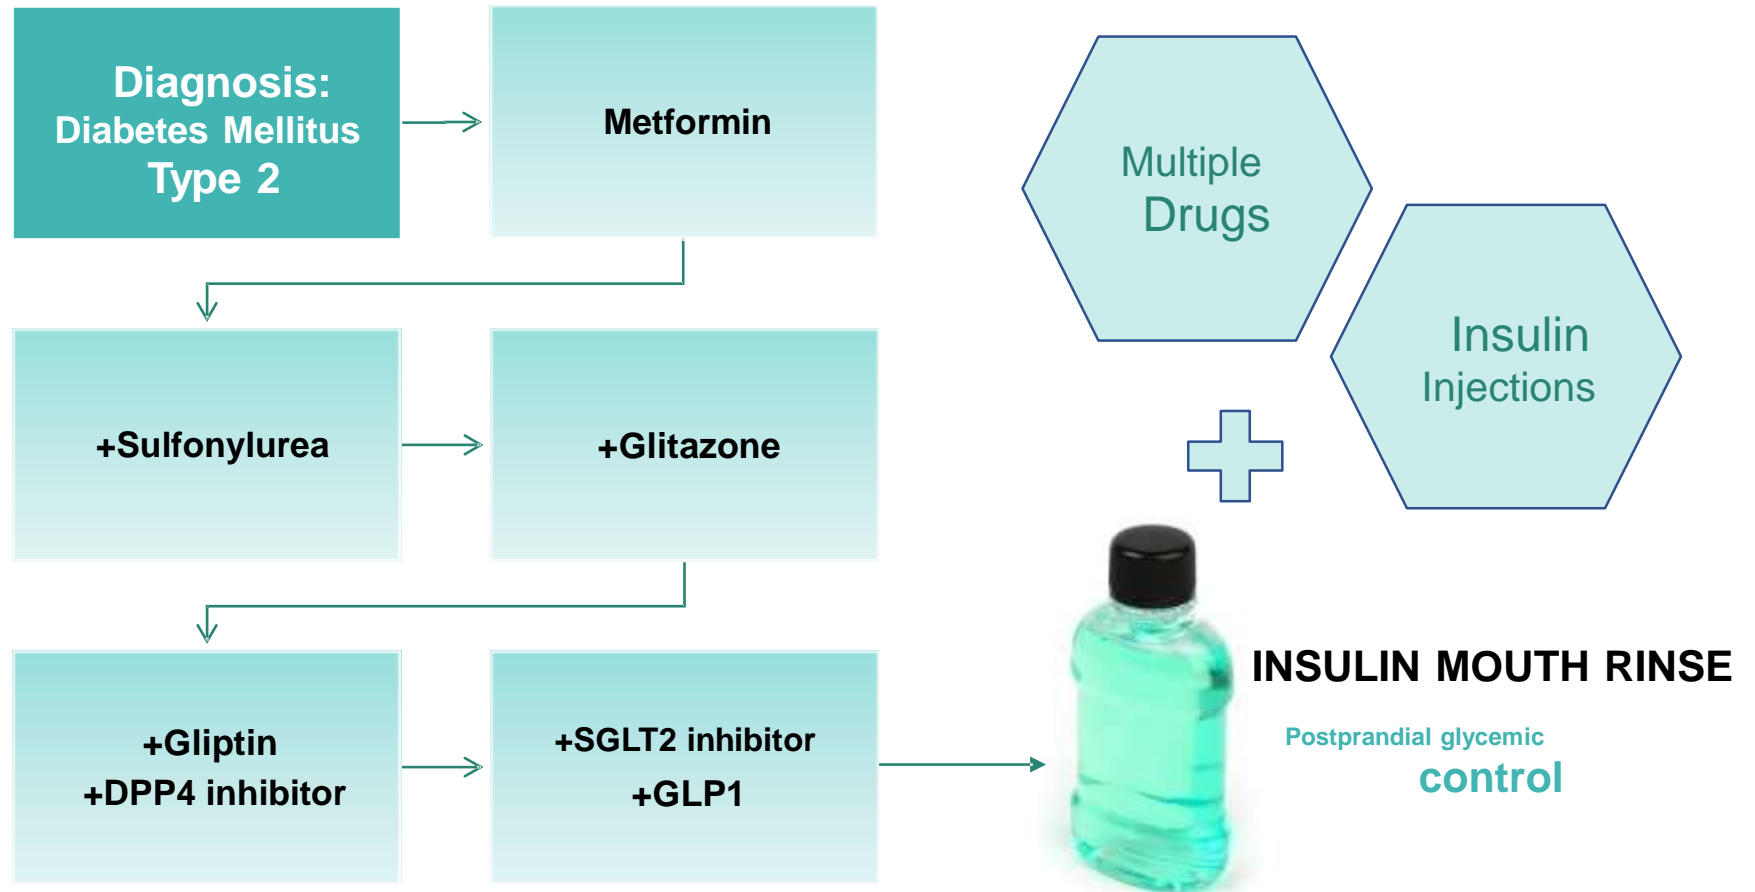 Diagnosis:
Diabetes Mellitus
Type 2
Metformin
+Sulfonylurea
+Glitazone
+Gliptin
+DPP4 inhibitor
+SGLT2 inhibitor
+GLP1
Multiple
Drugs
Insulin
Injections
INSULIN MOUTH RINSE
Postprandial glycemic
control